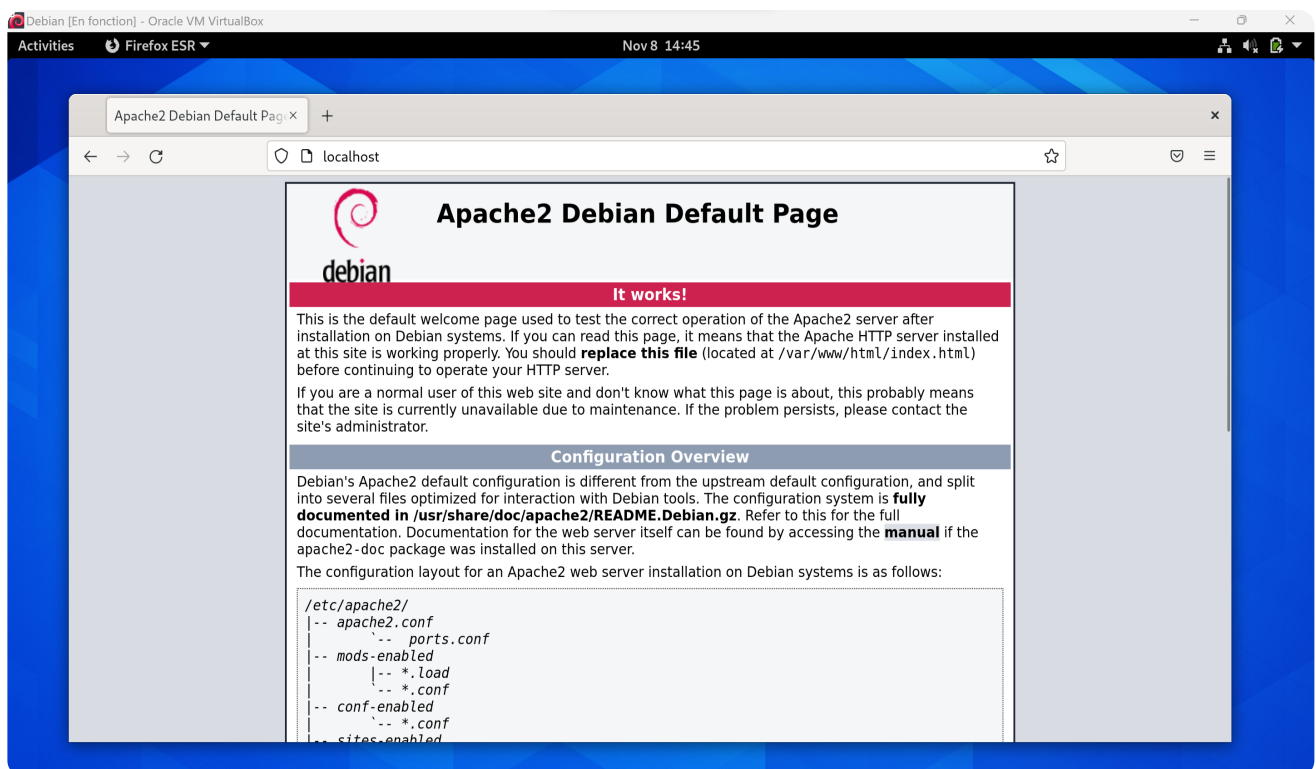 Debian [En fonction] - Oracle VM VirtualBox
Activities Firefox ESR Nov 8 14:45
Apache2 Debian Default Pag
localhost
debian
Apache2 Debian Default Page
It works!
This is the default welcome page used to test the correct operation of the Apache2 server after
installation on Debian systems. If you can read this page, it means that the Apache HTTP server installed
at this site is working properly. You should replace this file (located at /var/www/html/index.html)
before continuing to operate your HTTP server.
If you are a normal user of this web site and don't know what this page is about, this probably means
that the site is currently unavailable due to maintenance. If the problem persists, please contact the
site's administrator.
Configuration Overview
Debian's Apache2 default configuration is different from the upstream default configuration, and split
into several files optimized for interaction with Debian tools. The configuration system is fully
documented in /usr/share/doc/apache2/README.Debian.gz. Refer to this for the full
documentation. Documentation for the web server itself can be found by accessing the manual if the
apache2-doc package was installed on this server.
The configuration layout for an Apache2 web server installation on Debian systems is as follows:
/etc/apache2/
|-- apache2.conf
|       `--  ports.conf
|-- mods-enabled
|       |-- *.load
|       `-- *.conf
|-- conf-enabled
|       `-- *.conf
|-- sites-enabled